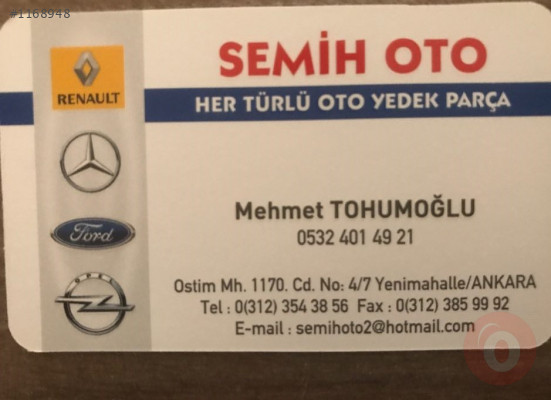 #1168948
SEMİH OTO
RENAULT
HER TÜRLÜ OTO YEDEK PARÇA
Ford
OPEL
Mehmet TOHUMOĞLU
0532 401 49 21
Ostim Mh. 1170. Cd. No: 4/7 Yenimahalle/ANKARA
Tel : 0(312) 354 38 56 Fax : 0(312) 385 99 92
E-mail : semihoto2@hotmail.com